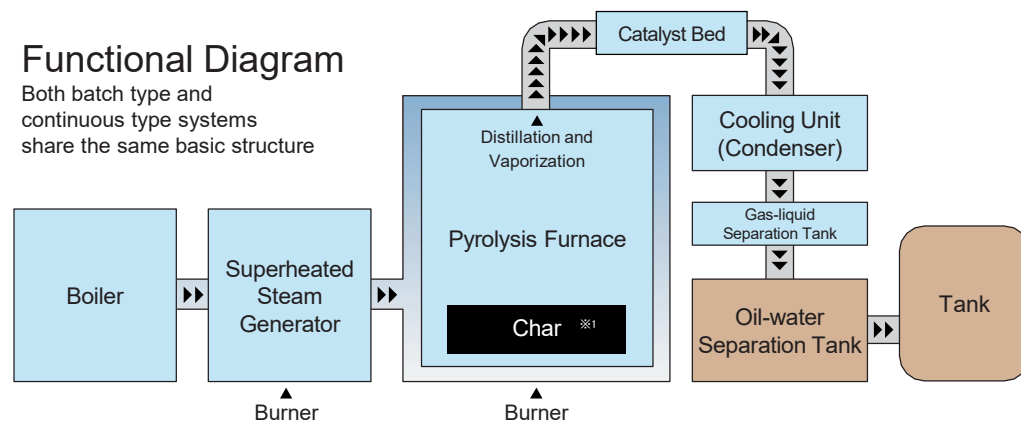 Functional Diagram
Both batch type and
continuous type systems
share the same basic structure
Boiler
Superheated
Steam
Generator
Burner
Distillation and
Vaporization
Pyrolysis Furnace
Char ※1
Burner
Catalyst Bed
Cooling Unit
(Condenser)
Gas-liquid
Separation Tank
Oil-water
Separation Tank
Tank